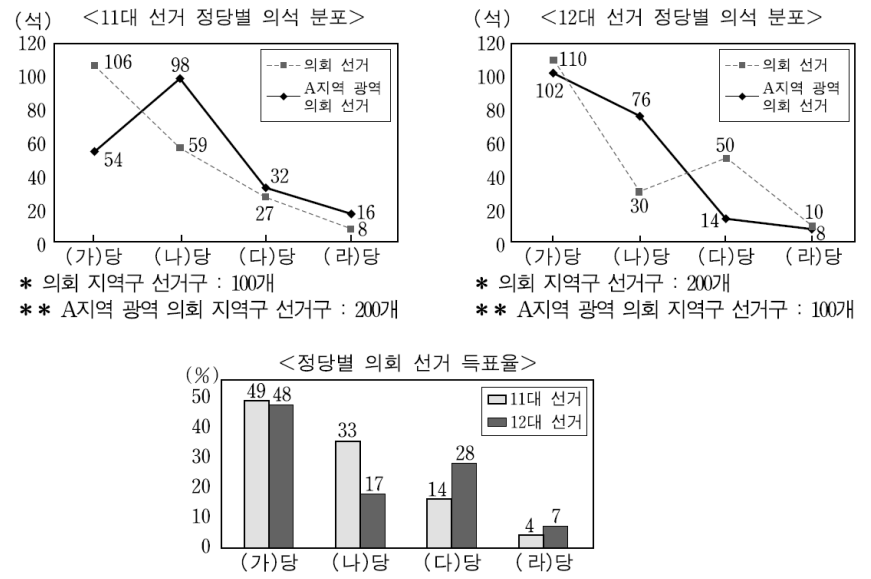 <11대 선거 정당별 의석 분포>
(석)
120
100
80
60
40
20
0
106
59
27
8
54
98
32
16
의회 선거
A지역 광역
의회 선거
(가)당 (나)당 (다)당 (라)당
* 의회 지역구 선거구 : 100개
** A지역 광역 의회 지역구 선거구 : 200개
<12대 선거 정당별 의석 분포>
(석)
120
100
80
60
40
20
0
110
30
50
10
102
76
14
8
의회 선거
A지역 광역
의회 선거
(가)당 (나)당 (다)당 (라)당
* 의회 지역구 선거구 : 200개
** A지역 광역 의회 지역구 선거구 : 100개
<정당별 의회 선거 득표율>
(%)
50
40
30
20
10
0
49 48
33 17
14 28
4 7
11대 선거
12대 선거
(가)당 (나)당 (다)당 (라)당